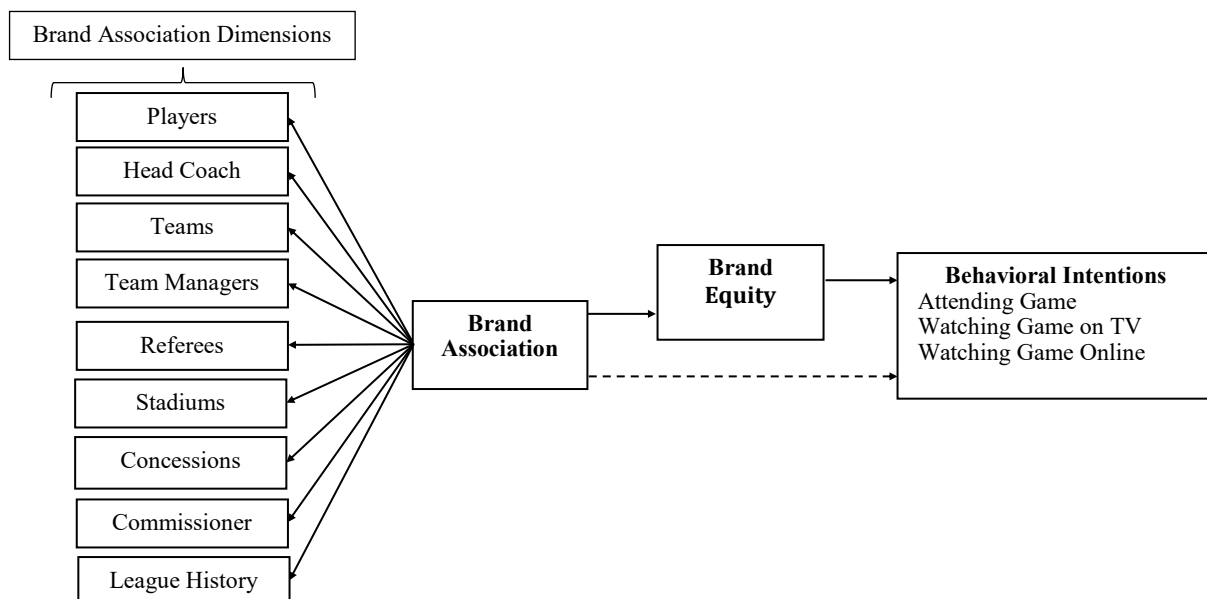 Brand Association Dimensions
Players
Head Coach
Teams
Team Managers
Referees
Stadiums
Concessions
Commissioner
League History
Brand
Association
Brand
Equity
Behavioral Intentions
Attending Game
Watching Game on TV
Watching Game Online